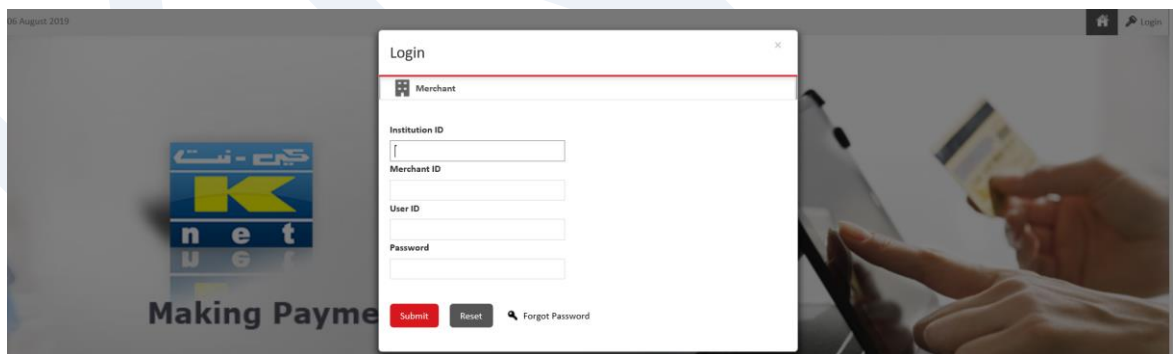 06 August 2019
Login
Login
×
Merchant
Institution ID
Merchant ID
User ID
Password
Submit
Reset
Forgot Password
كي-نت
K
net
Making Payme